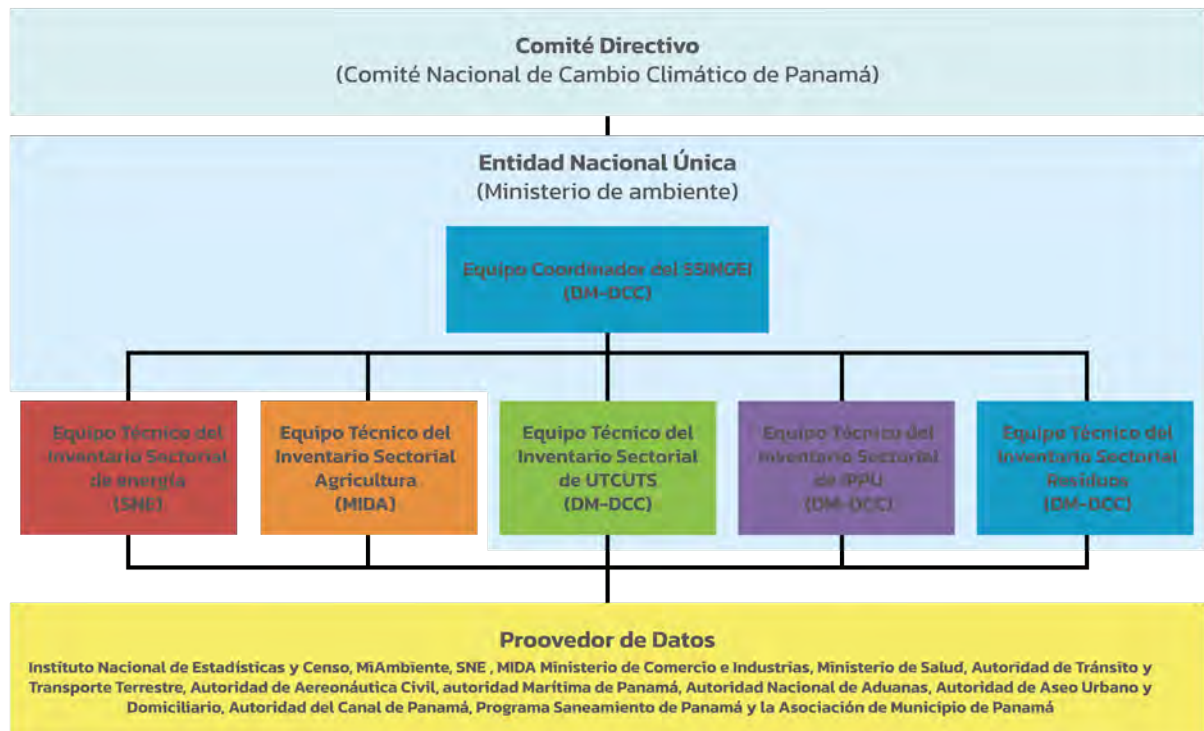 Comité Directivo
(Comité Nacional de Cambio Climático de Panamá)
Entidad Nacional Única
(Ministerio de ambiente)
Equipo Coordinador del SSINGEI
(DM-DCC)
Equipo Técnico del
Inventario Sectorial
de energía
(SNE)
Equipo Técnico del
Inventario Sectorial
Agricultura
(MIDA)
Equipo Técnico del
Inventario Sectorial
de UTCUTS
(DM-DCC)
Equipo Técnico del
Inventario Sectorial
de IPPU
(DM-DCC)
Equipo Técnico del
Inventario Sectorial
Residuos
(DM-DCC)
Proovedor de Datos
Instituto Nacional de Estadísticas y Censo, MiAmbiente, SNE , MIDA Ministerio de Comercio e Industrias, Ministerio de Salud, Autoridad de Tránsito y
Transporte Terrestre, Autoridad de Aereonáutica Civil, autoridad Marítima de Panamá, Autoridad Nacional de Aduanas, Autoridad de Aseo Urbano y
Domiciliario, Autoridad del Canal de Panamá, Programa Saneamiento de Panamá y la Asociación de Municipio de Panamá